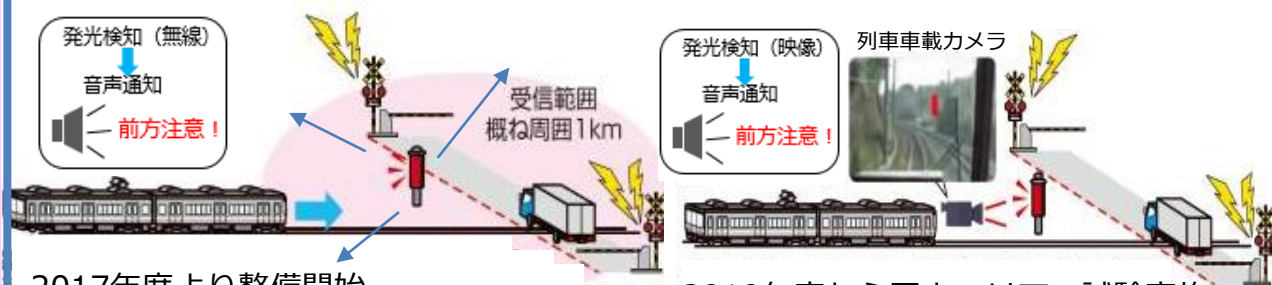 発光検知（無線）
音声通知
前方注意！
受信範囲
概ね周囲1km
2017年度より整備開始
発光検知（映像）
音声通知
前方注意！
列車車載カメラ